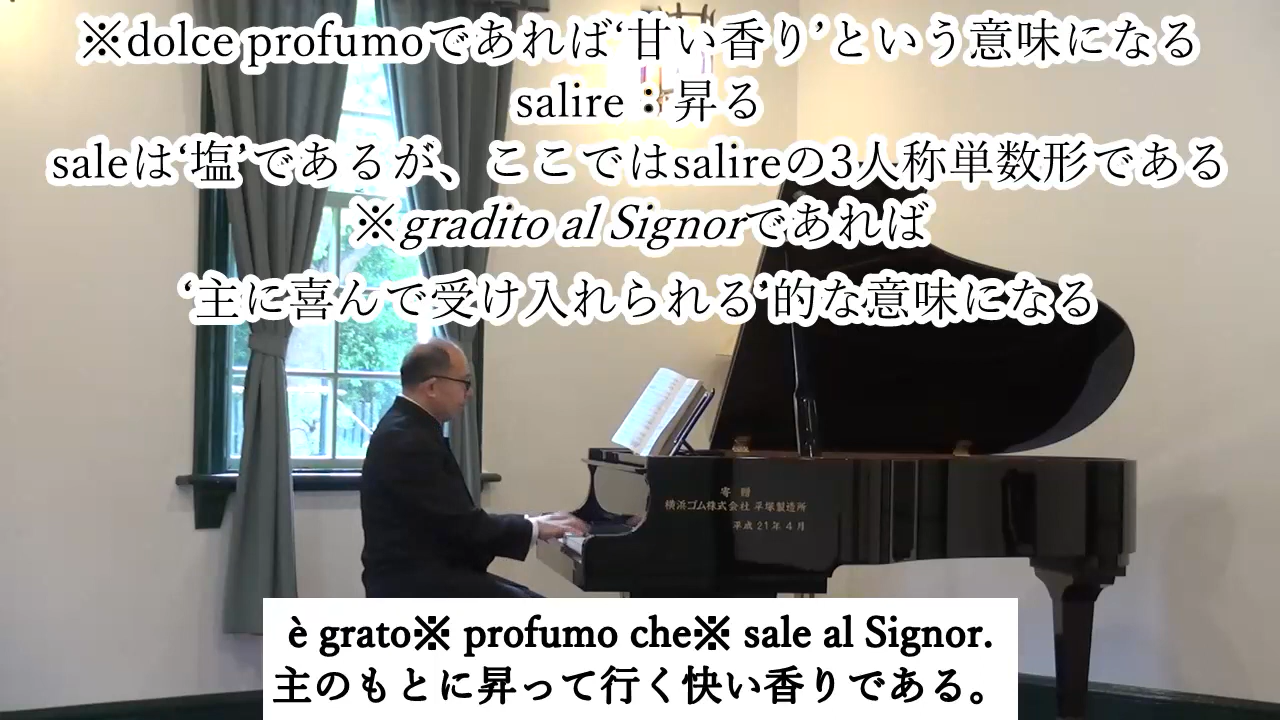 ※dolce profumoであれば‘甘い香り’という意味になる
salire：昇る
saleは‘塩’であるが、ここではsalireの3人称単数形である
※gradito al Signorであれば
‘主に喜んで受け入れられる’的な意味になる
寄 贈
横浜ゴム株式会社 平塚製造所
平成21年4月
è grato※ profumo che※ sale al Signor.
主のもとに昇って行く快い香りである。